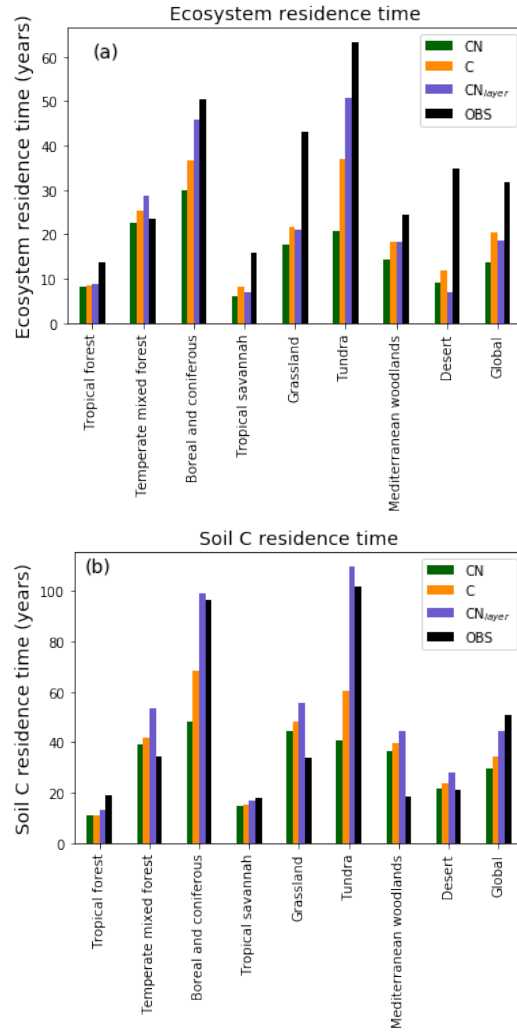 Ecosystem residence time
(a)
CN
C
CN_layer
OBS
Ecosystem residence time (years)
60
50
40
30
20
10
0
Tropical forest
Temperate mixed forest
Boreal and coniferous
Tropical savannah
Grassland
Tundra
Mediterranean woodlands
Desert
Global
Soil C residence time
(b)
CN
C
CN_layer
OBS
Soil C residence time (years)
100
80
60
40
20
0
Tropical forest
Temperate mixed forest
Boreal and coniferous
Tropical savannah
Grassland
Tundra
Mediterranean woodlands
Desert
Global